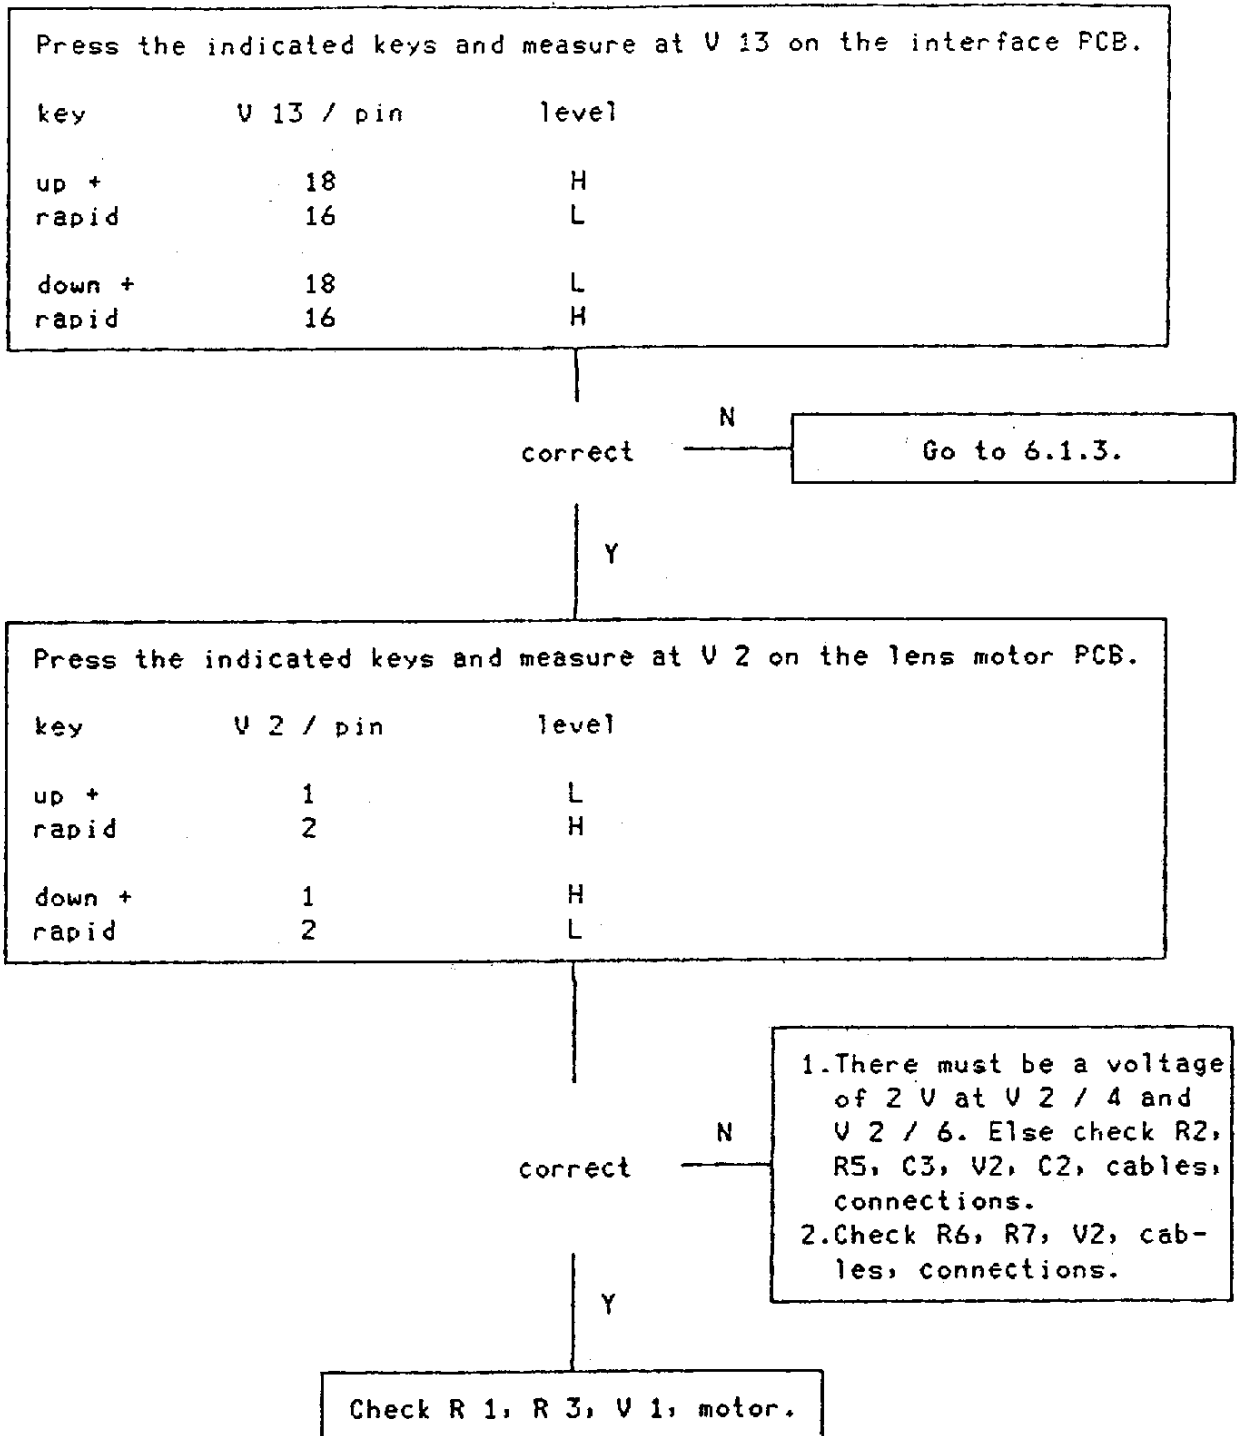 Press the indicated keys and measure at V 13 on the interface PCB.
key V 13 / pin level
up + 18 H
rapid 16 L
down + 18 L
rapid 16 H
N
correct Go to 6.1.3.
Y
Press the indicated keys and measure at V 2 on the lens motor PCB.
key V 2 / pin level
up + 1 L
rapid 2 H
down + 1 H
rapid 2 L
1.There must be a voltage
of 2 V at V 2 / 4 and
V 2 / 6. Else check R2,
R5, C3, V2, C2, cables,
connections.
2.Check R6, R7, V2, cab-
les, connections.
N
correct
Y
Check R 1, R 3, V 1, motor.